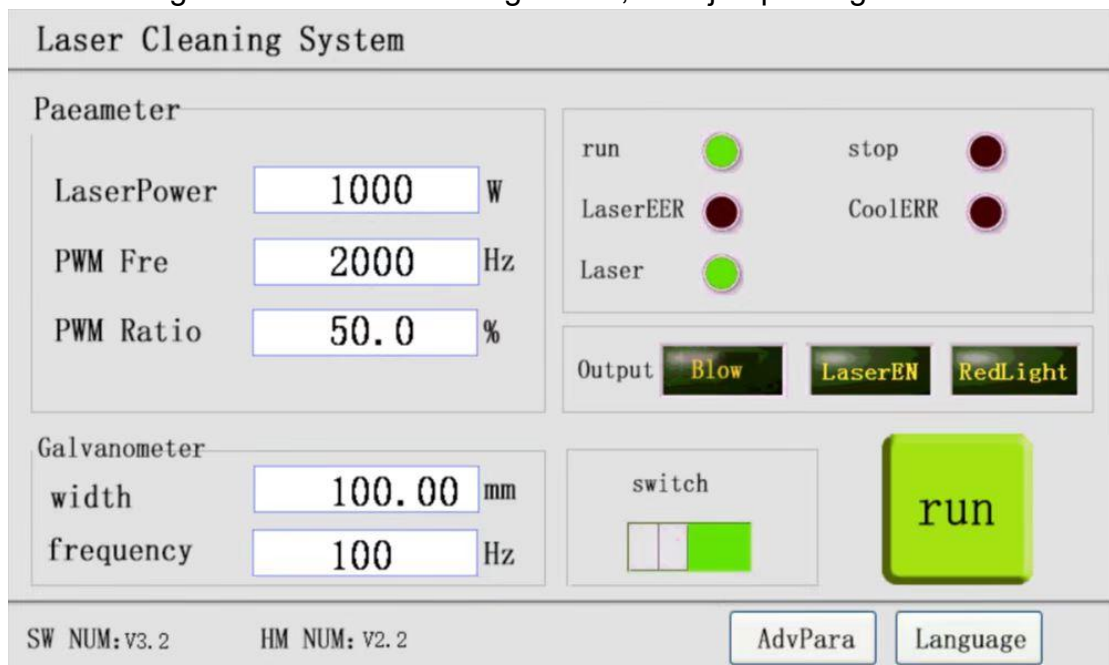 Laser Cleaning System
Paeameter
LaserPower 1000 W
PWM Fre 2000 Hz
PWM Ratio 50.0 %
run stop
LaserEER CoolERR
Laser
Output Blow LaserEN RedLight
Galvanometer
width 100.00 mm
frequency 100 Hz
switch
run
SW NUM:V3.2 HM NUM:V2.2
AdvPara Language